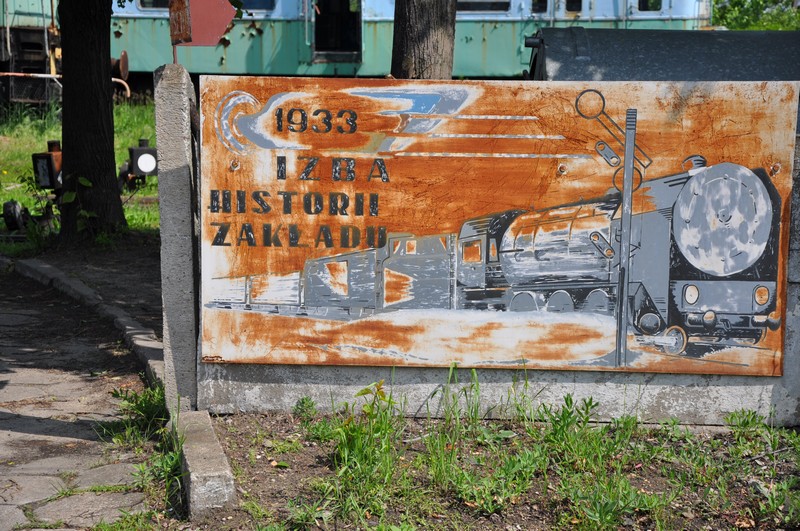 1933
IZBA
HISTORII
ZAKŁADU